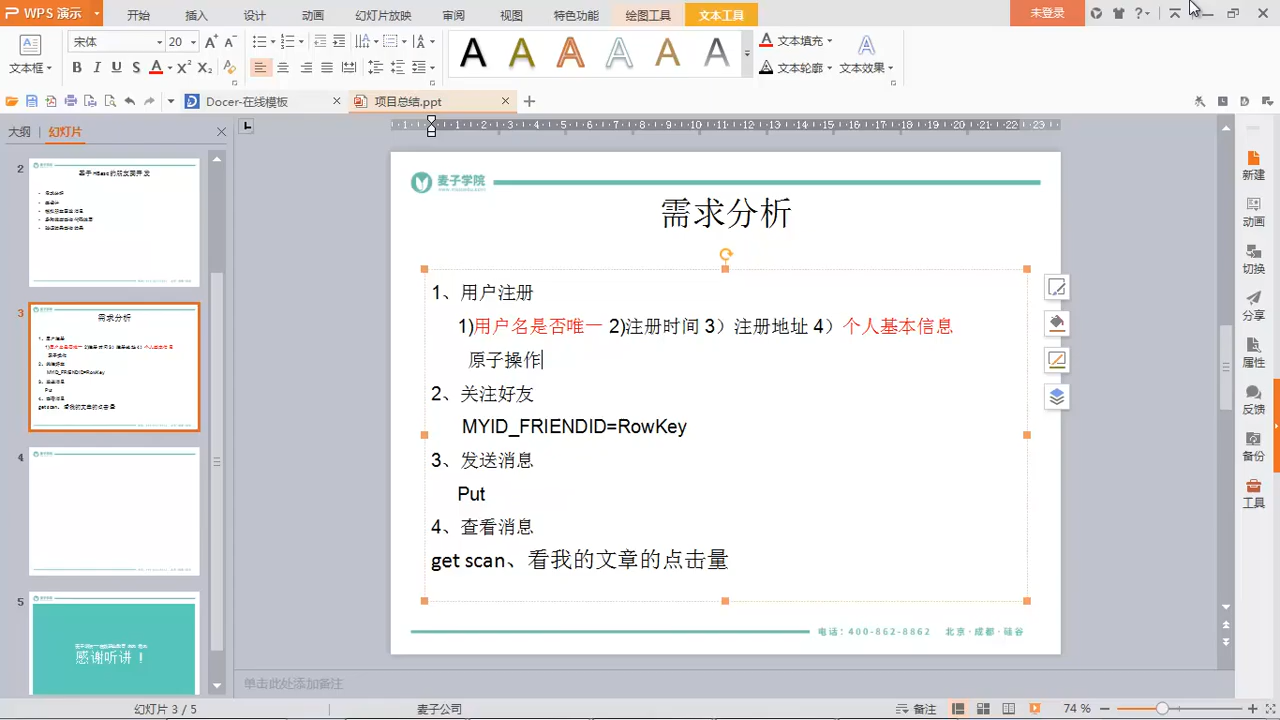 WPS 演示
开始 插入 设计 动画 幻灯片放映 审阅 视图 特色功能 绘图工具 文本工具
未登录
文本框 宋体 20
文本填充
文本轮廓 文本效果
Docer-在线模板 项目总结.ppt
大纲 幻灯片
2
3
需求分析
4
5
感谢听讲！
麦子学院
需求分析
1、用户注册
1)用户名是否唯一 2)注册时间 3）注册地址 4）个人基本信息
原子操作
2、关注好友
MYID_FRIENDID=RowKey
3、发送消息
Put
4、查看消息
get scan、看我的文章的点击量
电话：400-862-8862 北京·成都·硅谷
新建
动画
切换
分享
属性
反馈
备份
工具
单击此处添加备注
幻灯片 3 / 5 麦子公司 备注 74 %